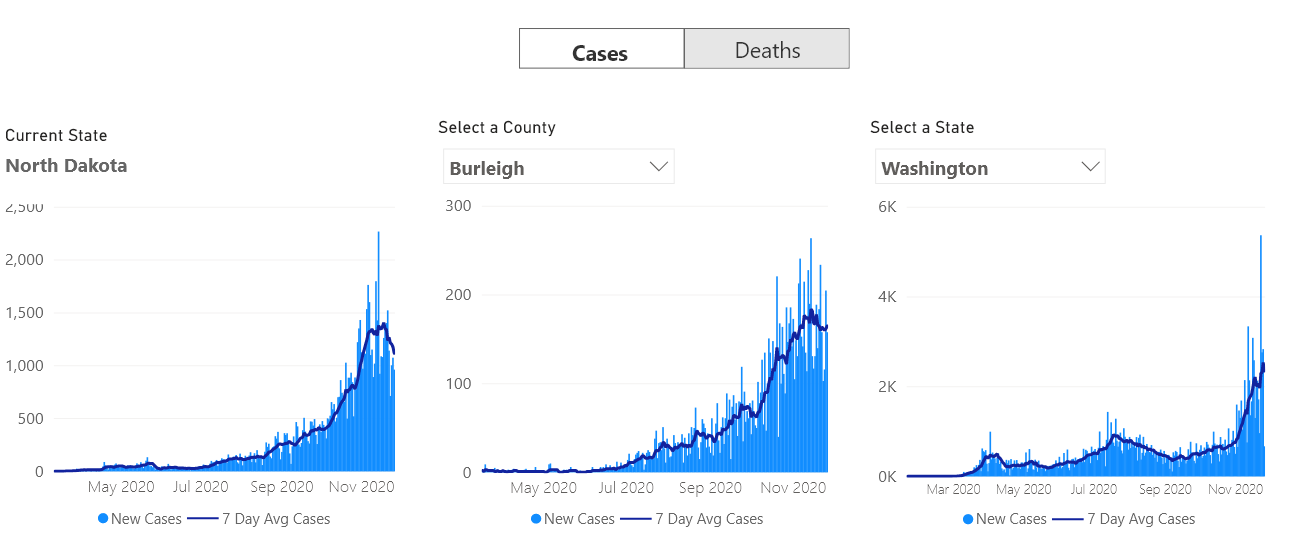 Cases Deaths
Current State
North Dakota
2,500
2,000
1,500
1,000
500
0
May 2020 Jul 2020 Sep 2020 Nov 2020
New Cases 7 Day Avg Cases
Select a County
Burleigh
300
200
100
0
May 2020 Jul 2020 Sep 2020 Nov 2020
New Cases 7 Day Avg Cases
Select a State
Washington
6K
4K
2K
0K
Mar 2020 May 2020 Jul 2020 Sep 2020 Nov 2020
New Cases 7 Day Avg Cases